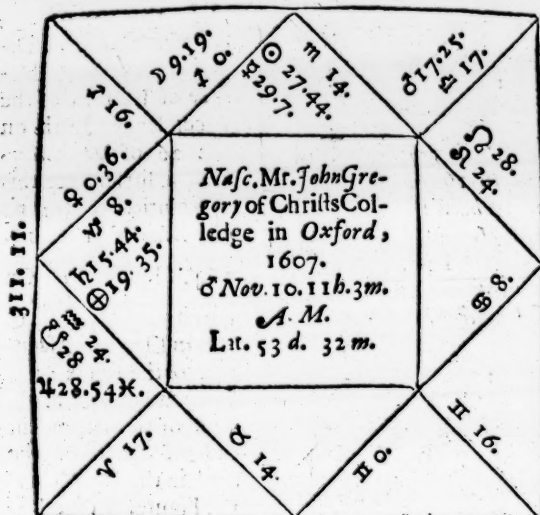 ☽ 9.19.
♐ 0.
☉ 27.44.
☿ 29.7.
♏ 14.
♂ 17.25.
♎ 17.
♐ 16.
☊ 28.
♌ 24.
♀ 0.36.
♑ 8.
♄ 15.44.
⊕ 19. 35.
311. 11.
Nasc, Mr. John Gre-
gory of Christs Col-
ledge in Oxford,
1607.
♂ Nov. 10. 11h. 3m.
A. M.
Lat. 53 d. 32 m.
♋ 8.
♒ 24.
☋ 28
♃ 28.54 ♓.
♈ 17.
♉ 14.
♊ 0.
♊ 16.